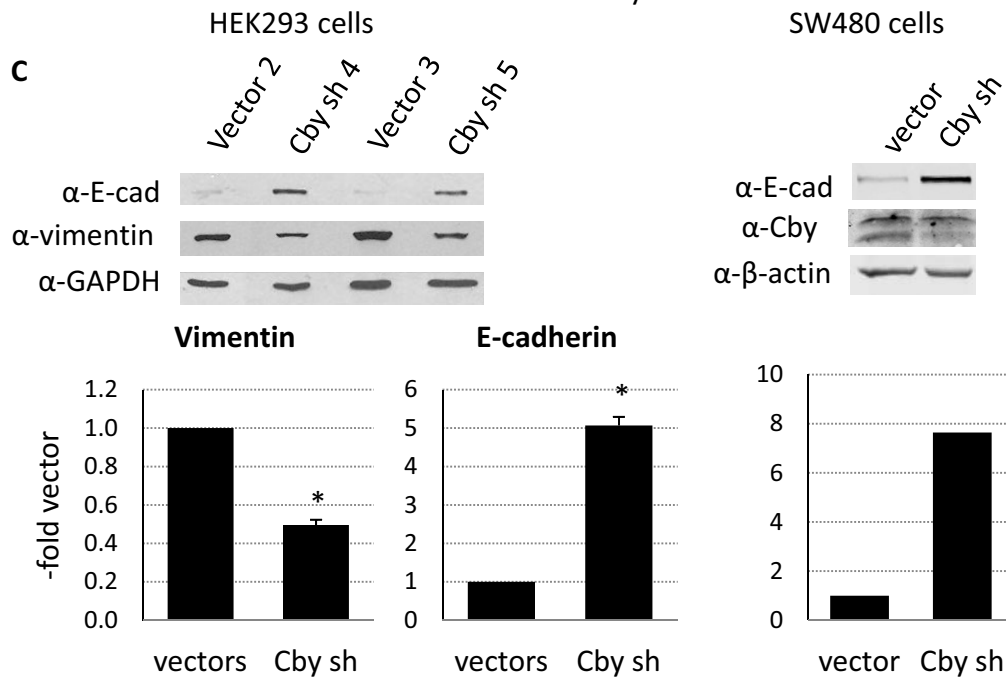 HEK293 cells
SW480 cells
C
Vector 2
Cby sh 4
Vector 3
Cby sh 5
vector
Cby sh
α-E-cad
α-vimentin
α-GAPDH
α-E-cad
α-Cby
α-β-actin
Vimentin
E-cadherin
-fold vector
1.2
1.0
0.8
0.6
0.4
0.2
0.0
*
vectors
Cby sh
6
5
4
3
2
1
0
*
vectors
Cby sh
10
8
6
4
2
0
vector
Cby sh